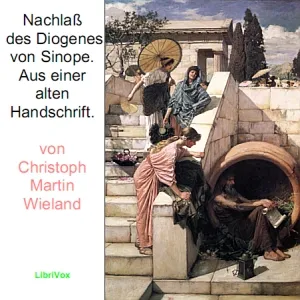 Nachlaß
des Diogenes
von Sinope.
Aus einer
alten
Handschrift.
von
Christoph
Martin
Wieland
LibriVox